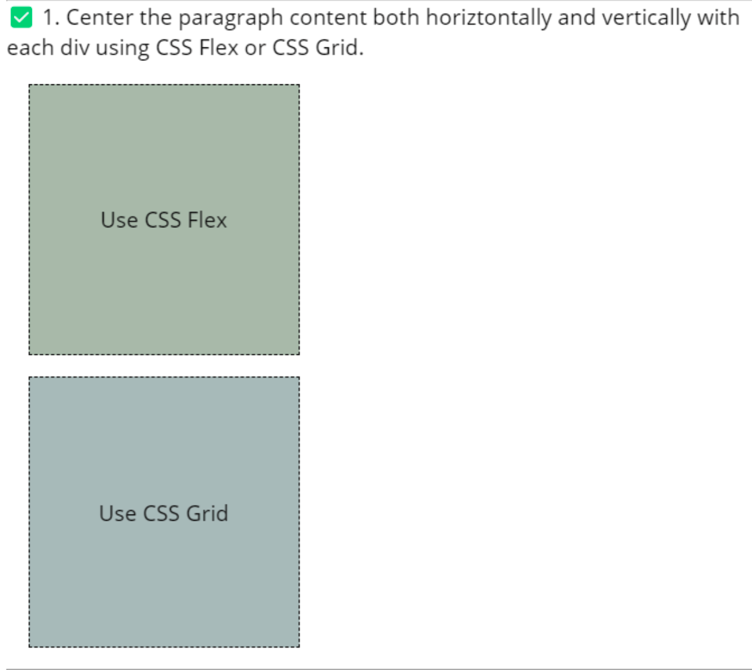 ✅ 1. Center the paragraph content both horiztontally and vertically with
each div using CSS Flex or CSS Grid.
Use CSS Flex
Use CSS Grid